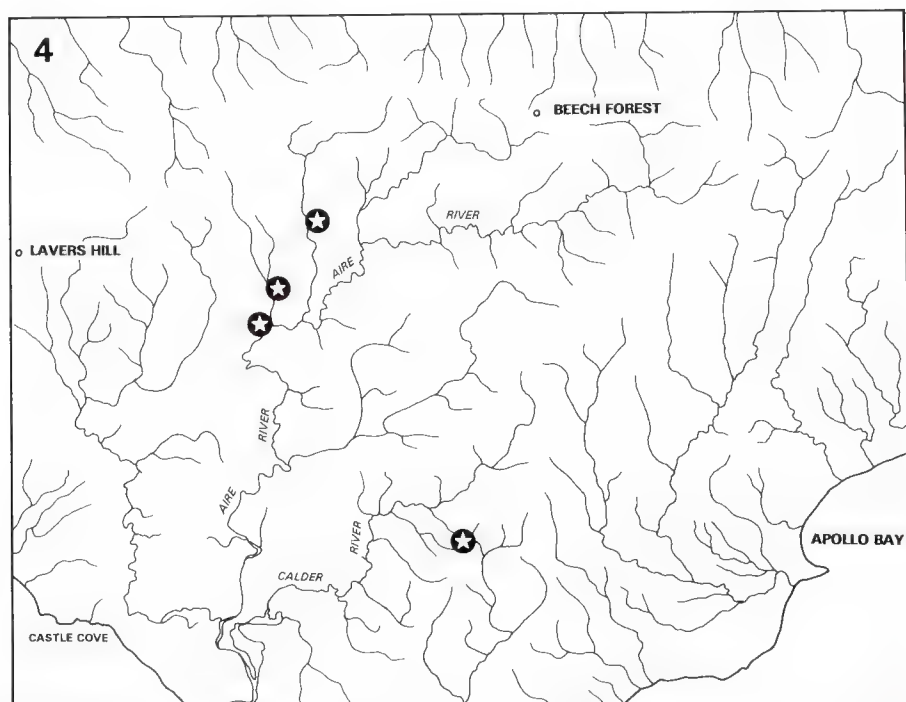 4
BEECH FOREST
RIVER
LAVERS HILL
AIRE
RIVER
AIRE
RIVER
APOLLO BAY
CALDER
CASTLE COVE